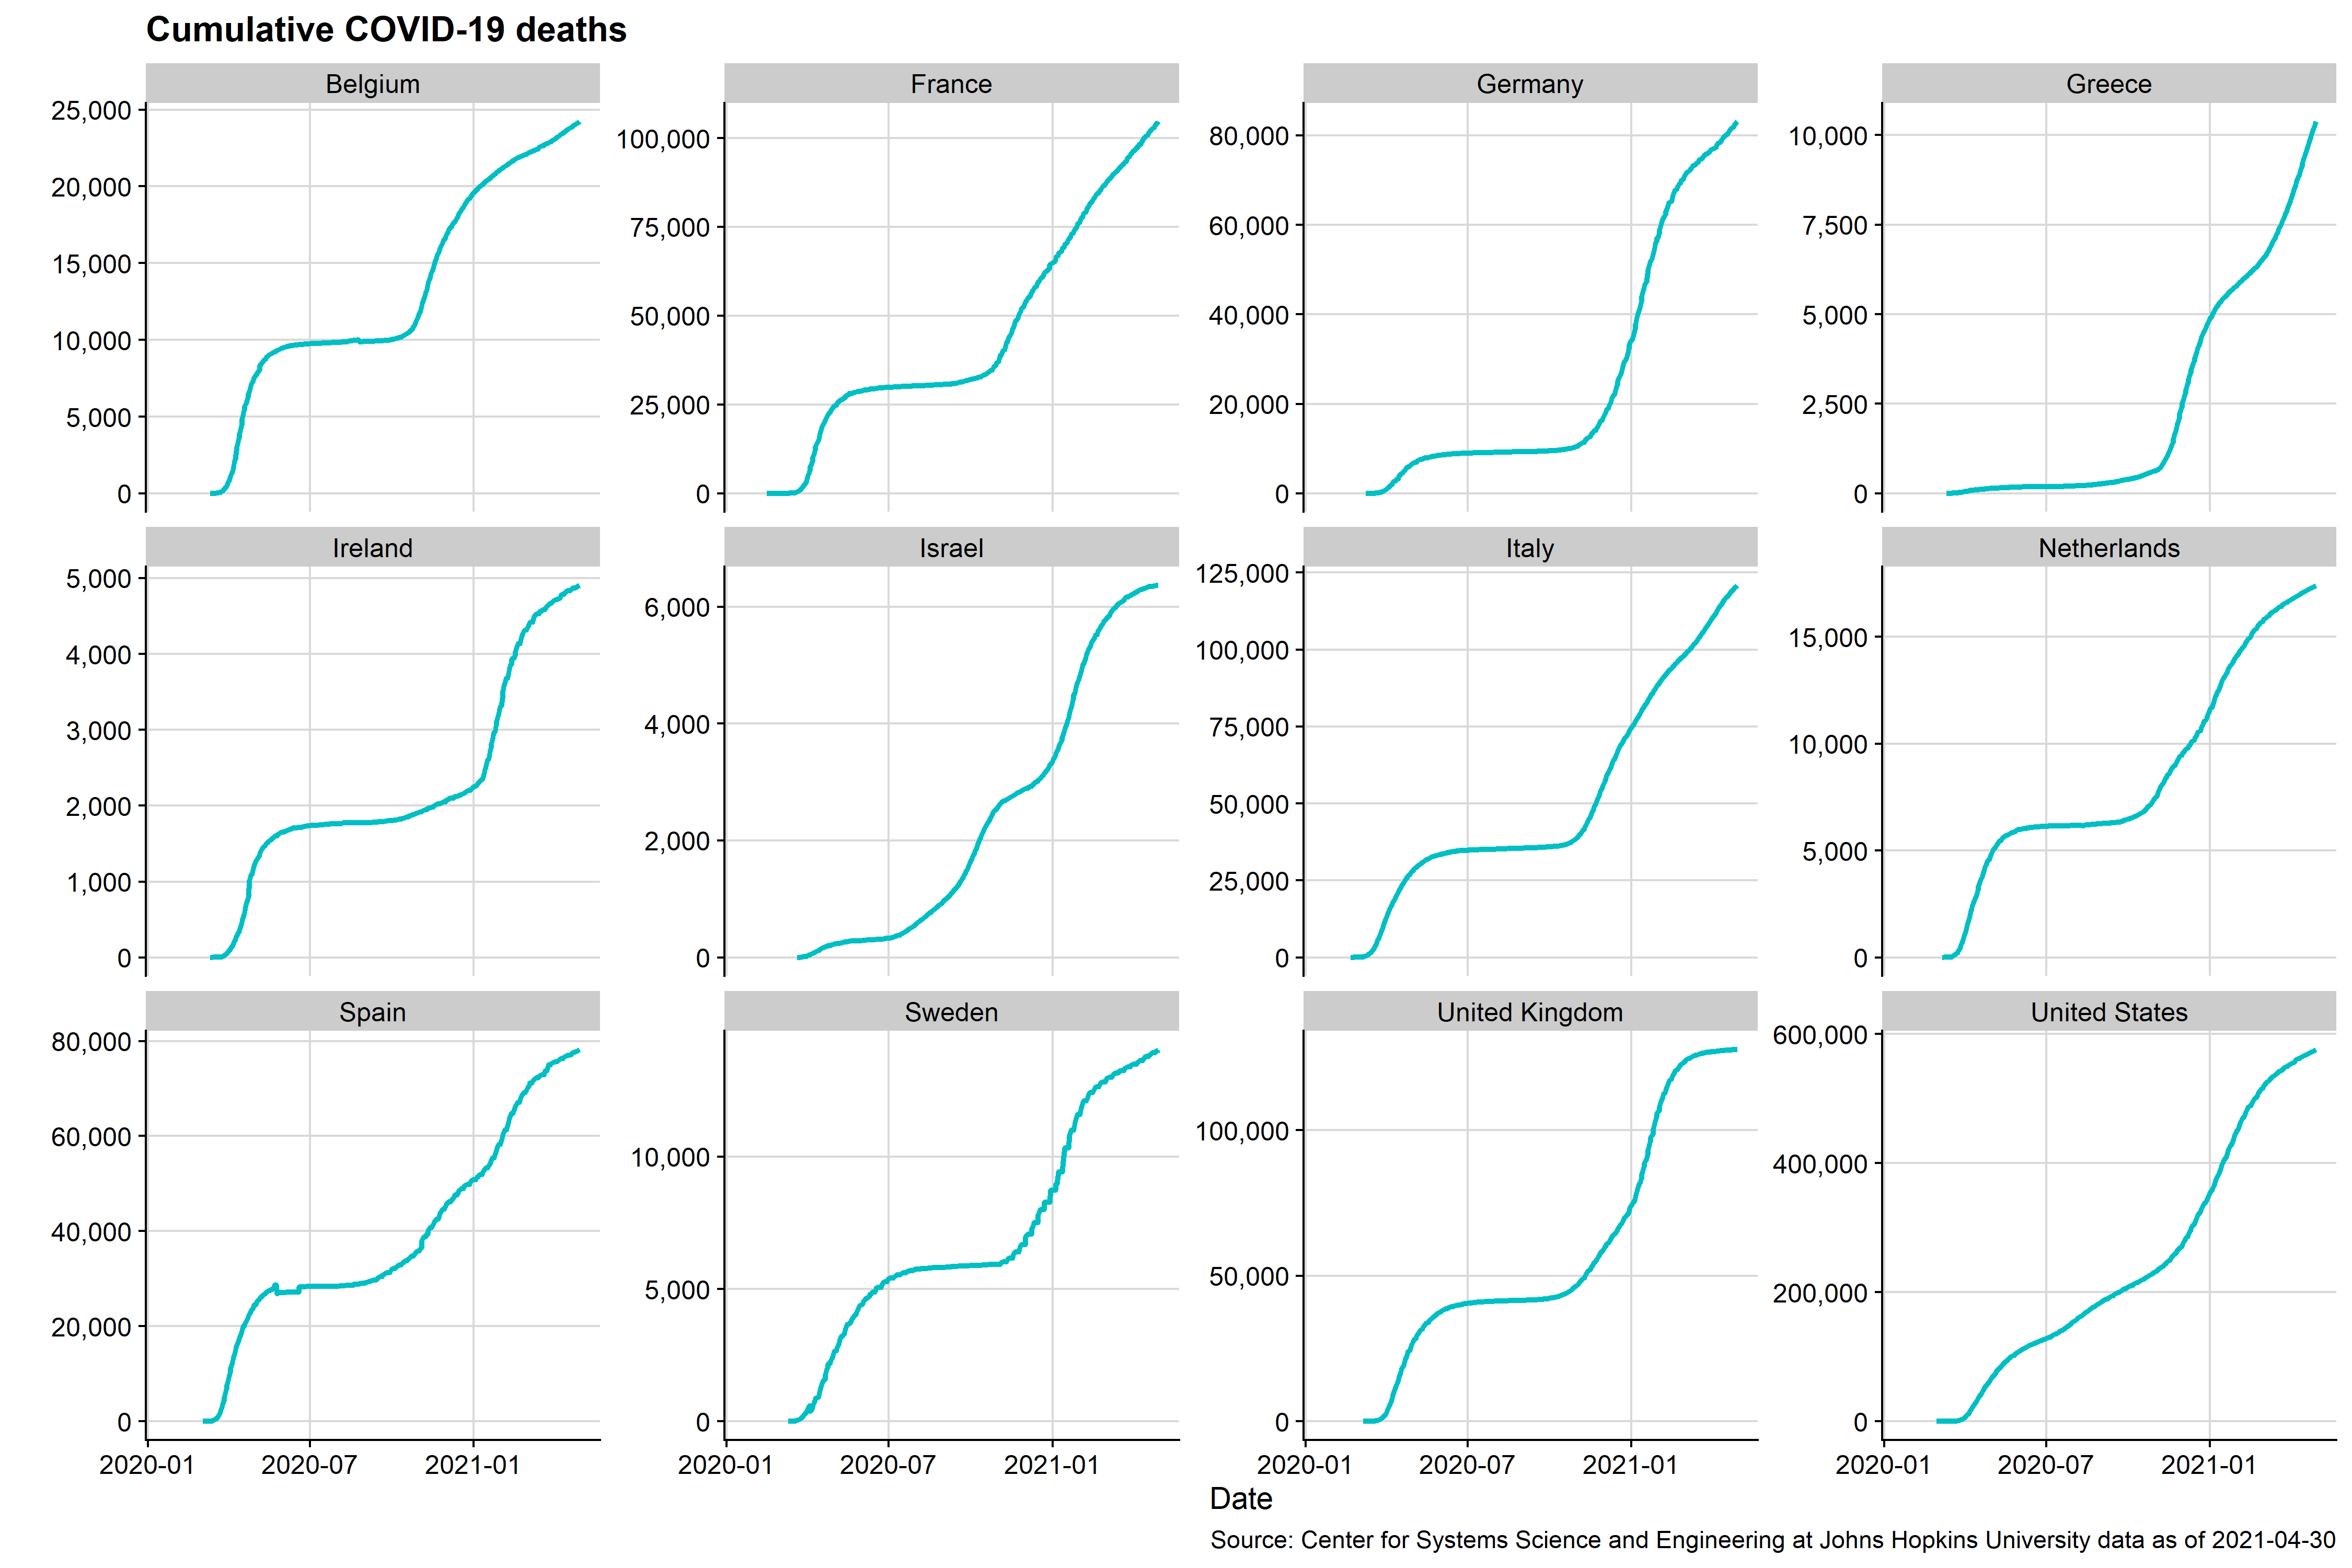 Cumulative COVID-19 deaths
Belgium
25,000
20,000
15,000
10,000
5,000
0
France
100,000
75,000
50,000
25,000
0
Germany
80,000
60,000
40,000
20,000
0
Greece
10,000
7,500
5,000
2,500
0
Ireland
5,000
4,000
3,000
2,000
1,000
0
Israel
6,000
4,000
2,000
0
Italy
125,000
100,000
75,000
50,000
25,000
0
Netherlands
15,000
10,000
5,000
0
Spain
80,000
60,000
40,000
20,000
0
2020-01 2020-07 2021-01
Sweden
10,000
5,000
0
2020-01 2020-07 2021-01
United Kingdom
100,000
50,000
0
2020-01 2020-07 2021-01
United States
600,000
400,000
200,000
0
2020-01 2020-07 2021-01
Date
Source: Center for Systems Science and Engineering at Johns Hopkins University data as of 2021-04-30